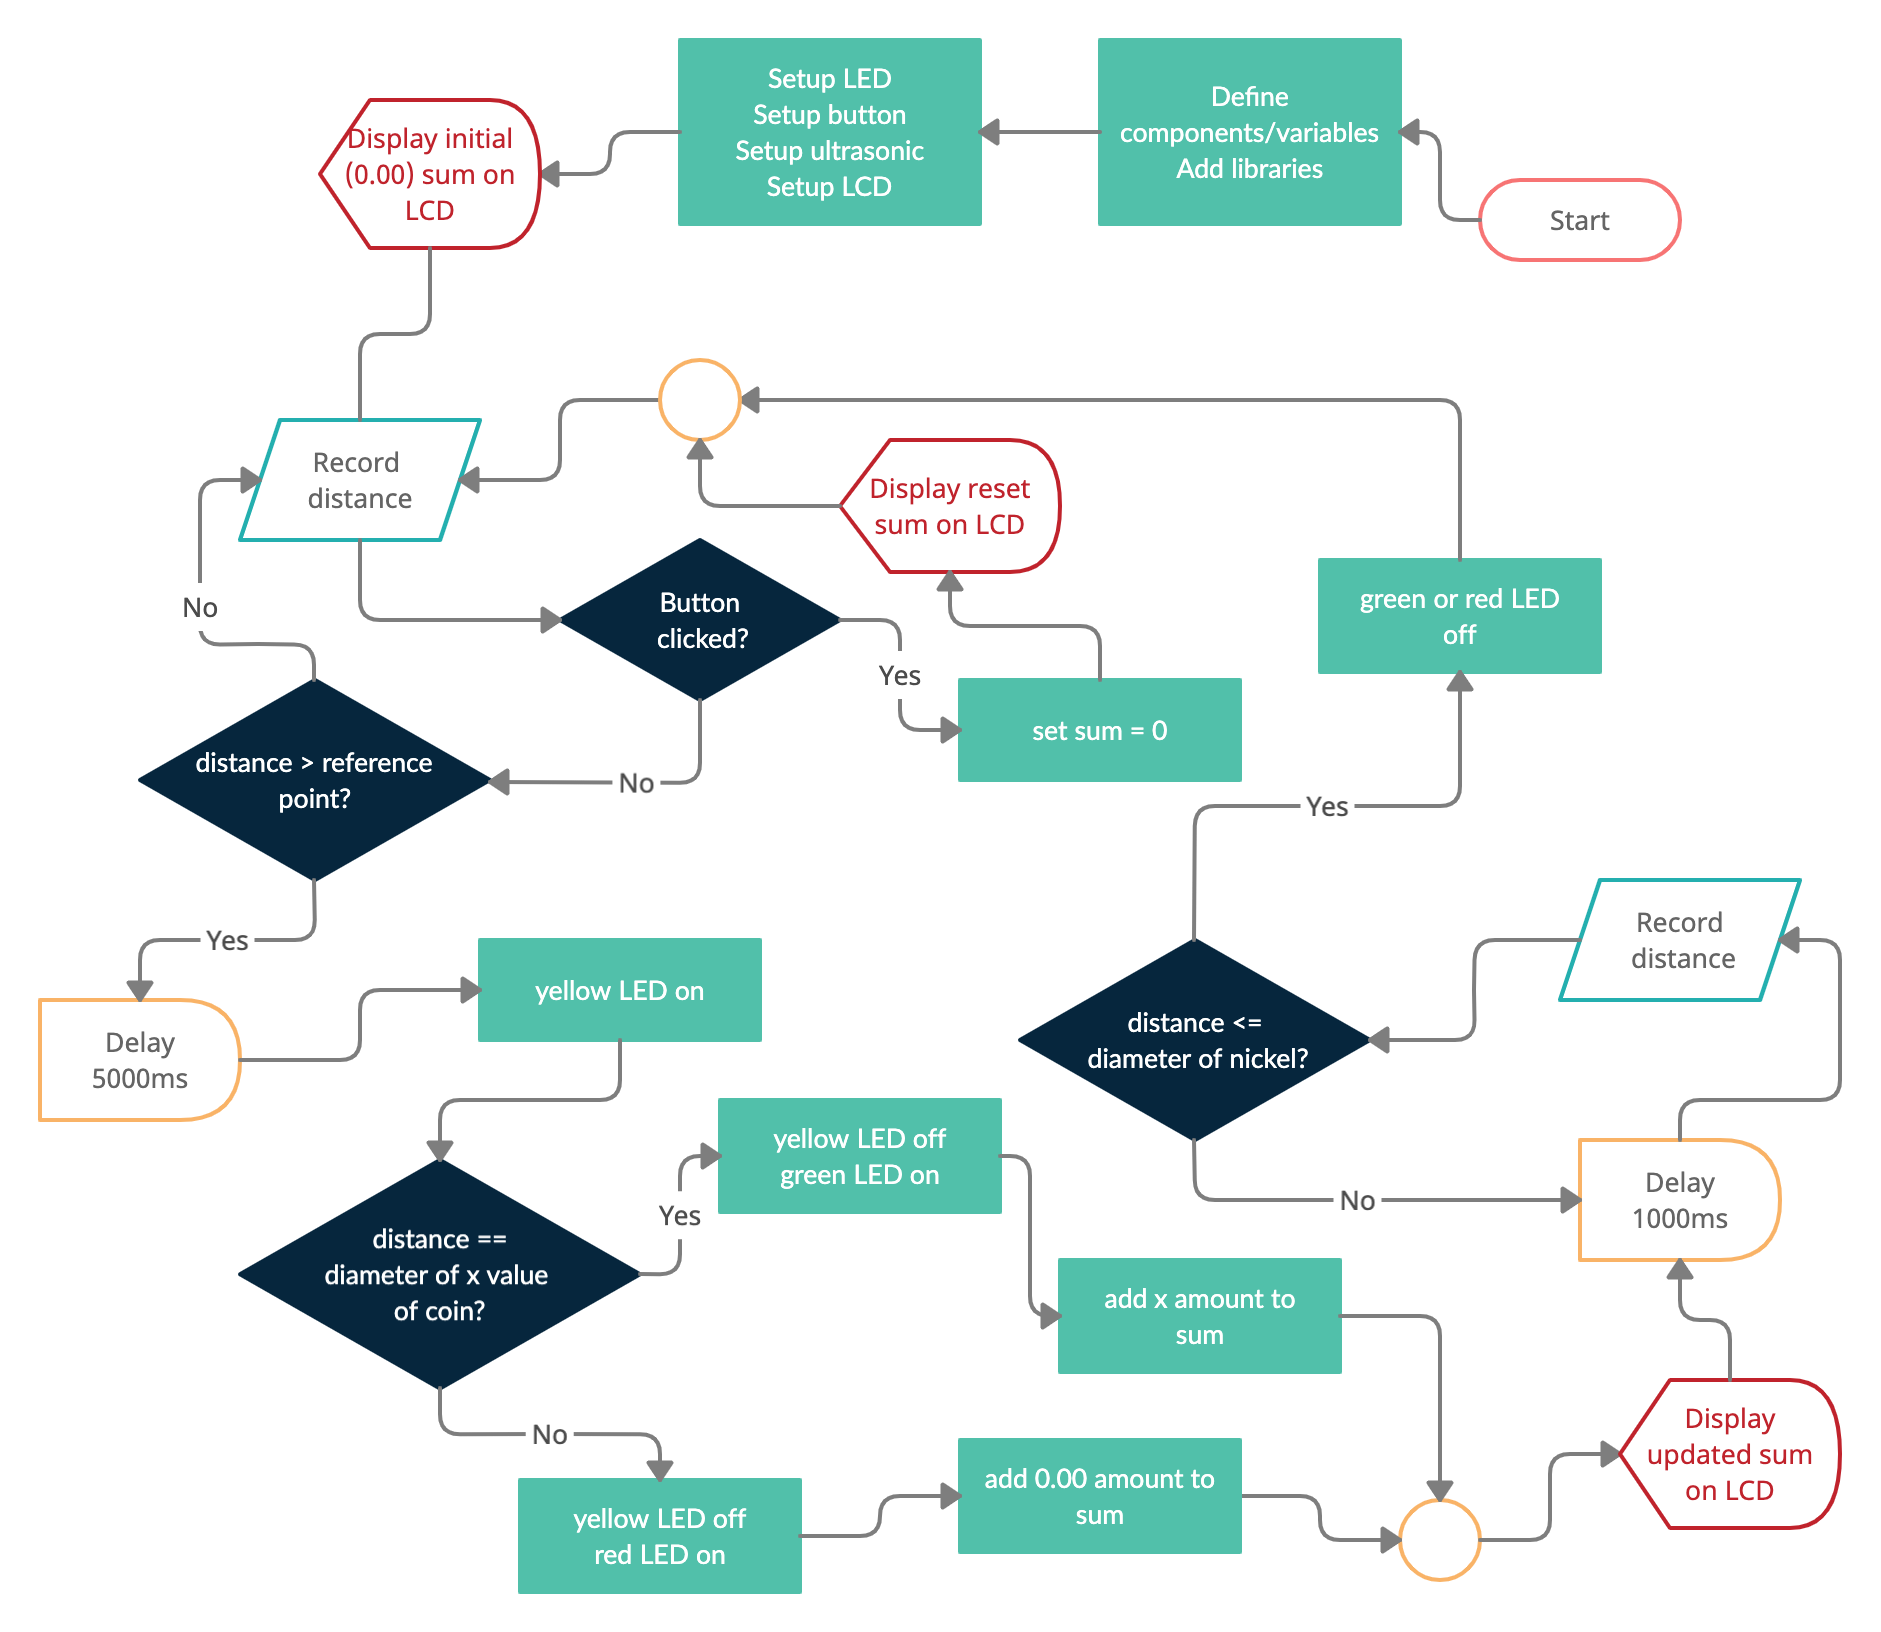 Setup LED
Setup button
Setup ultrasonic
Setup LCD
Define
components/variables
Add libraries
Start
Display initial
(0.00) sum on
LCD
Record
distance
Display reset
sum on LCD
Button
clicked?
No
Yes
green or red LED
off
set sum = 0
distance > reference
point?
No
Yes
Yes
Record
distance
yellow LED on
Delay
5000ms
distance <=
diameter of nickel?
yellow LED off
green LED on
Yes
No
Delay
1000ms
distance ==
diameter of x value
of coin?
add x amount to
sum
No
Display
updated sum
on LCD
add 0.00 amount to
sum
yellow LED off
red LED on